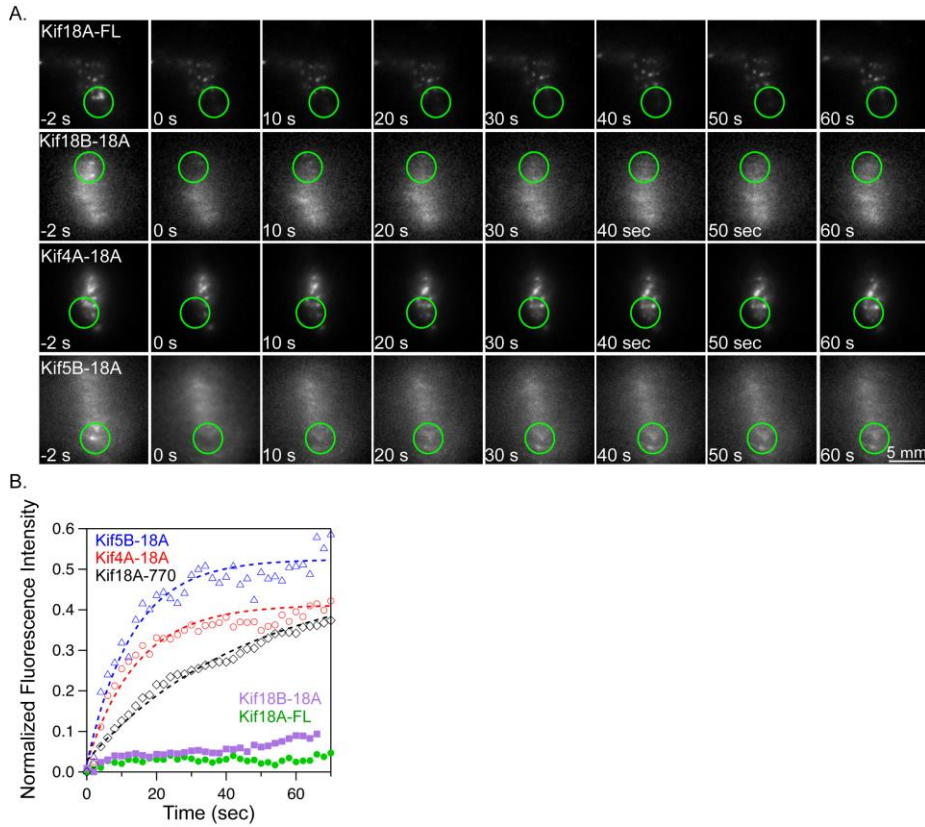 A.
Kif18A-FL
-2 s 0 s 10 s 20 s 30 s 40 s 50 s 60 s
Kif18B-18A
-2 s 0 s 10 s 20 s 30 s 40 sec 50 sec 60 s
Kif4A-18A
-2 s 0 s 10 s 20 s 30 s 40 sec 50 sec 60 s
Kif5B-18A
-2 s 0 s 10 s 20 s 30 s 40 s 50 s 60 s
5 mm
B.
Normalized Fluorescence Intensity
0.6
0.5
0.4
0.3
0.2
0.1
0.0
Kif5B-18A
Kif4A-18A
Kif18A-770
Kif18B-18A
Kif18A-FL
0 20 40 60
Time (sec)